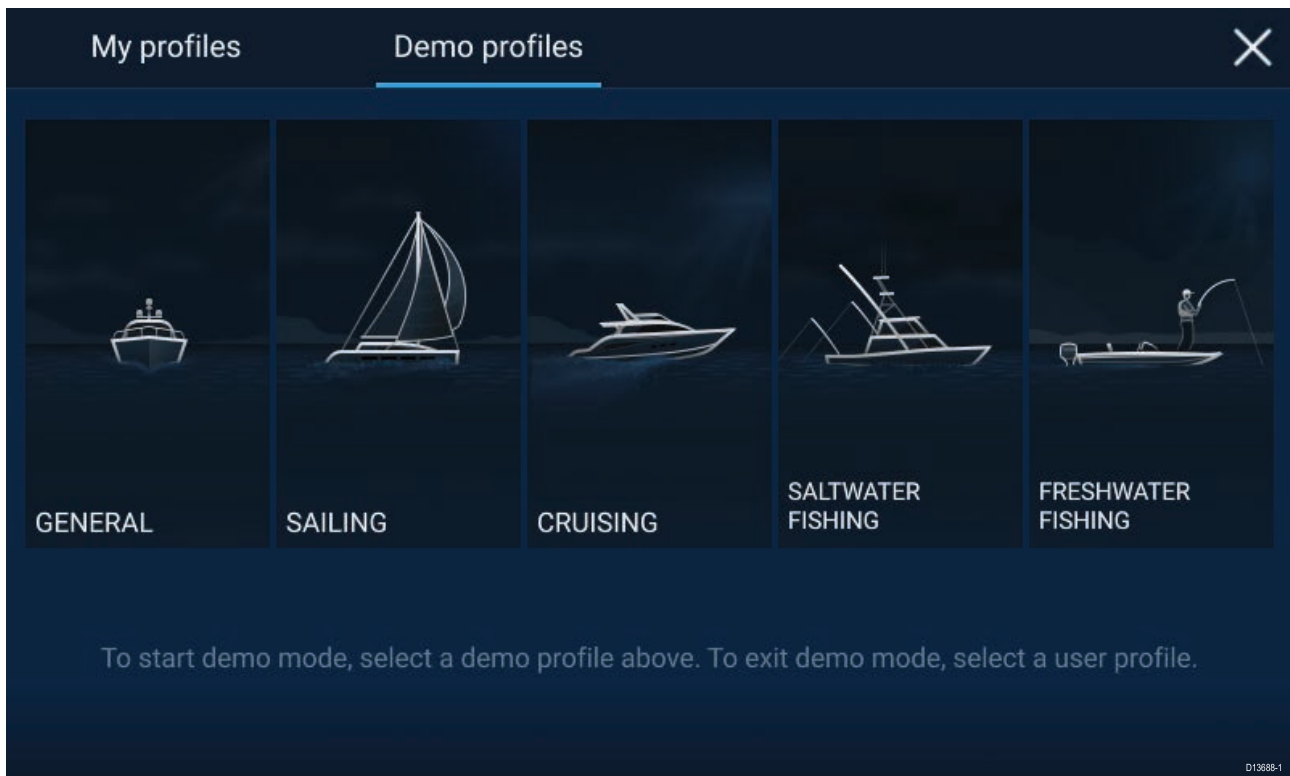 My profiles
Demo profiles
GENERAL
SAILING
CRUISING
SALTWATER
FISHING
FRESHWATER
FISHING
To start demo mode, select a demo profile above. To exit demo mode, select a user profile.
D13688-1